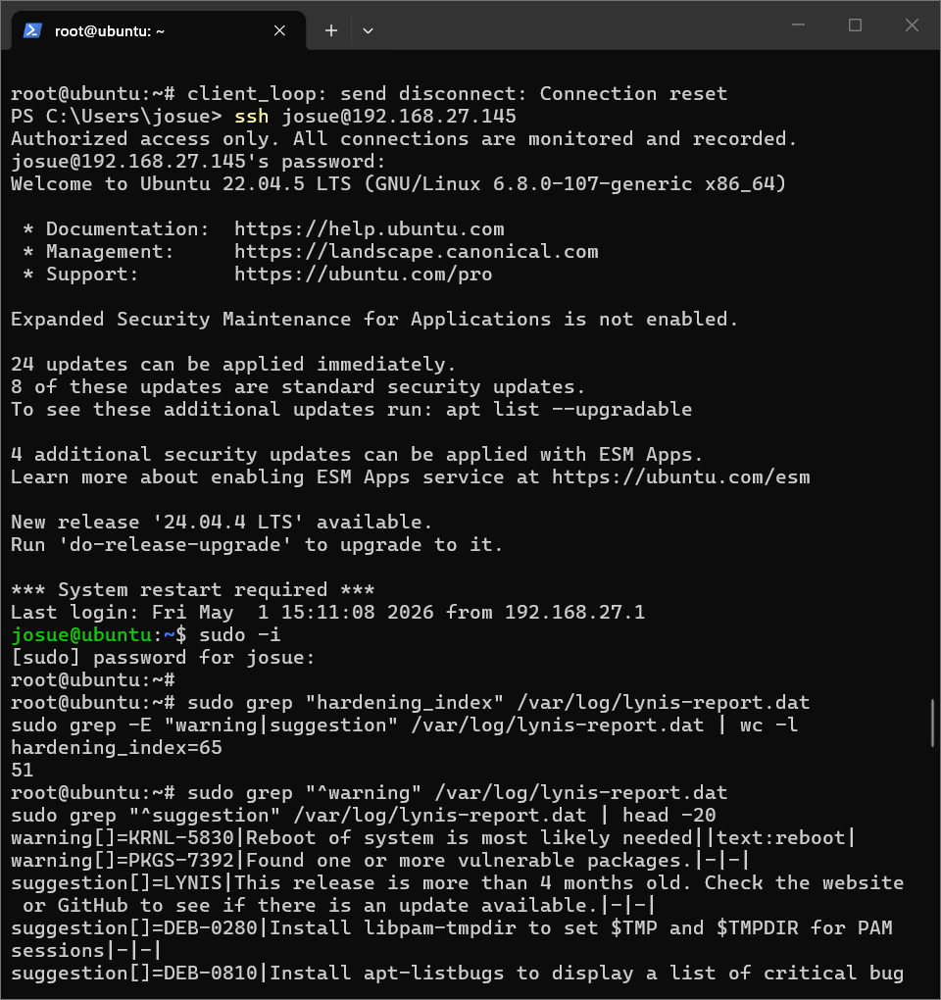 root@ubuntu: ~
root@ubuntu:~# client_loop: send disconnect: Connection reset
PS C:\Users\josue> ssh josue@192.168.27.145
Authorized access only. All connections are monitored and recorded.
josue@192.168.27.145's password:
Welcome to Ubuntu 22.04.5 LTS (GNU/Linux 6.8.0-107-generic x86_64)
 * Documentation:  https://help.ubuntu.com
 * Management:     https://landscape.canonical.com
 * Support:        https://ubuntu.com/pro
Expanded Security Maintenance for Applications is not enabled.
24 updates can be applied immediately.
8 of these updates are standard security updates.
To see these additional updates run: apt list --upgradable
4 additional security updates can be applied with ESM Apps.
Learn more about enabling ESM Apps service at https://ubuntu.com/esm
New release '24.04.4 LTS' available.
Run 'do-release-upgrade' to upgrade to it.
*** System restart required ***
Last login: Fri May  1 15:11:08 2026 from 192.168.27.1
josue@ubuntu:~$ sudo -i
[sudo] password for josue:
root@ubuntu:~#
root@ubuntu:~# sudo grep "hardening_index" /var/log/lynis-report.dat
sudo grep -E "warning|suggestion" /var/log/lynis-report.dat | wc -l
hardening_index=65
51
root@ubuntu:~# sudo grep "^warning" /var/log/lynis-report.dat
sudo grep "^suggestion" /var/log/lynis-report.dat | head -20
warning[]=KRNL-5830|Reboot of system is most likely needed||text:reboot|
warning[]=PKGS-7392|Found one or more vulnerable packages.|-|-|
suggestion[]=LYNIS|This release is more than 4 months old. Check the website
 or GitHub to see if there is an update available.|-|-|
suggestion[]=DEB-0280|Install libpam-tmpdir to set $TMP and $TMPDIR for PAM
sessions|-|-|
suggestion[]=DEB-0810|Install apt-listbugs to display a list of critical bug